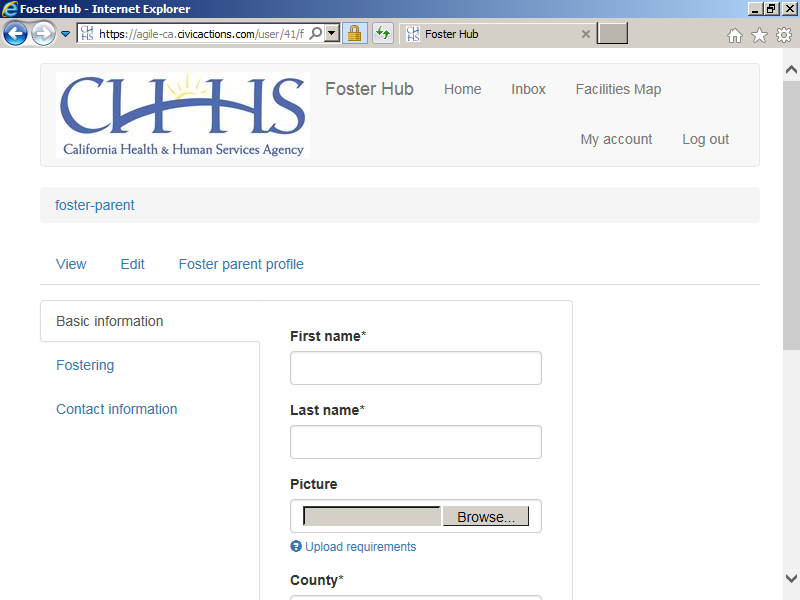 Foster Hub - Internet Explorer
https://agile-ca.civicactions.com/user/41/f
Foster Hub
CHHS
California Health & Human Services Agency
Foster Hub Home Inbox Facilities Map
My account Log out
foster-parent
View Edit Foster parent profile
Basic information
Fostering
Contact information
First name*
Last name*
Picture
Browse...
Upload requirements
County*